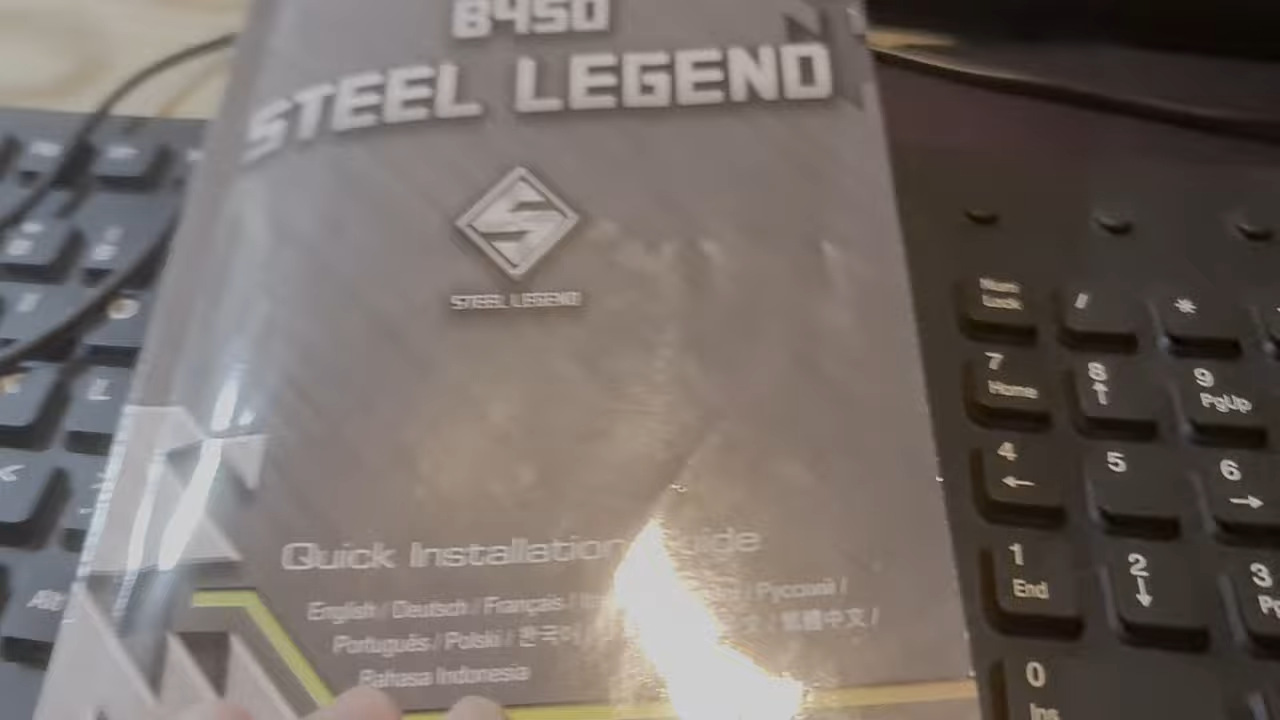 B450
STEEL LEGEND
STEEL LEGEND
Quick Installation Guide
English / Deutsch / Français / / Русский /
Português / Polski / 한국어 / 繁體中文 /
Bahasa Indonesia
Num
Lock
/
*
7
Home
8
↑
9
PgUp
4
←
5
6
→
1
End
2
↓
3
0
Ins
Alt
L
<